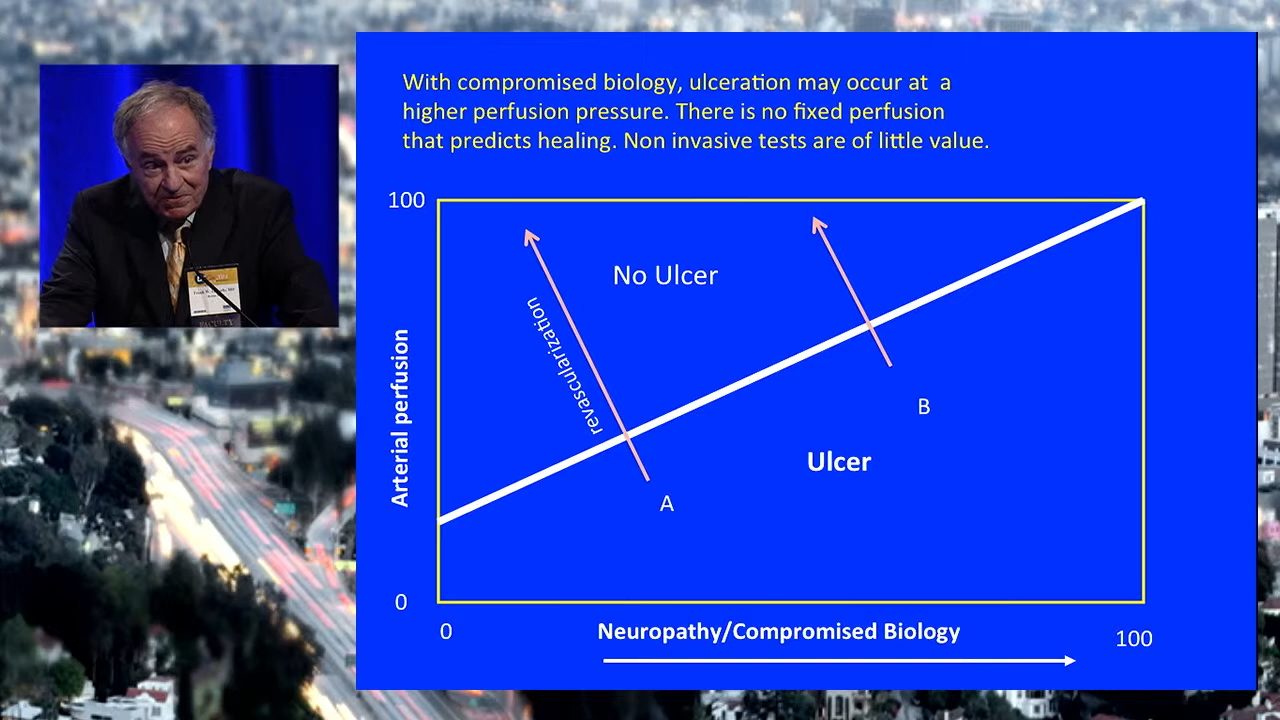 With compromised biology, ulceration may occur at a
higher perfusion pressure. There is no fixed perfusion
that predicts healing. Non invasive tests are of little value.
100
No Ulcer
revascularization
Arterial perfusion
B
Ulcer
A
0
0
Neuropathy/Compromised Biology
100
FACULTY